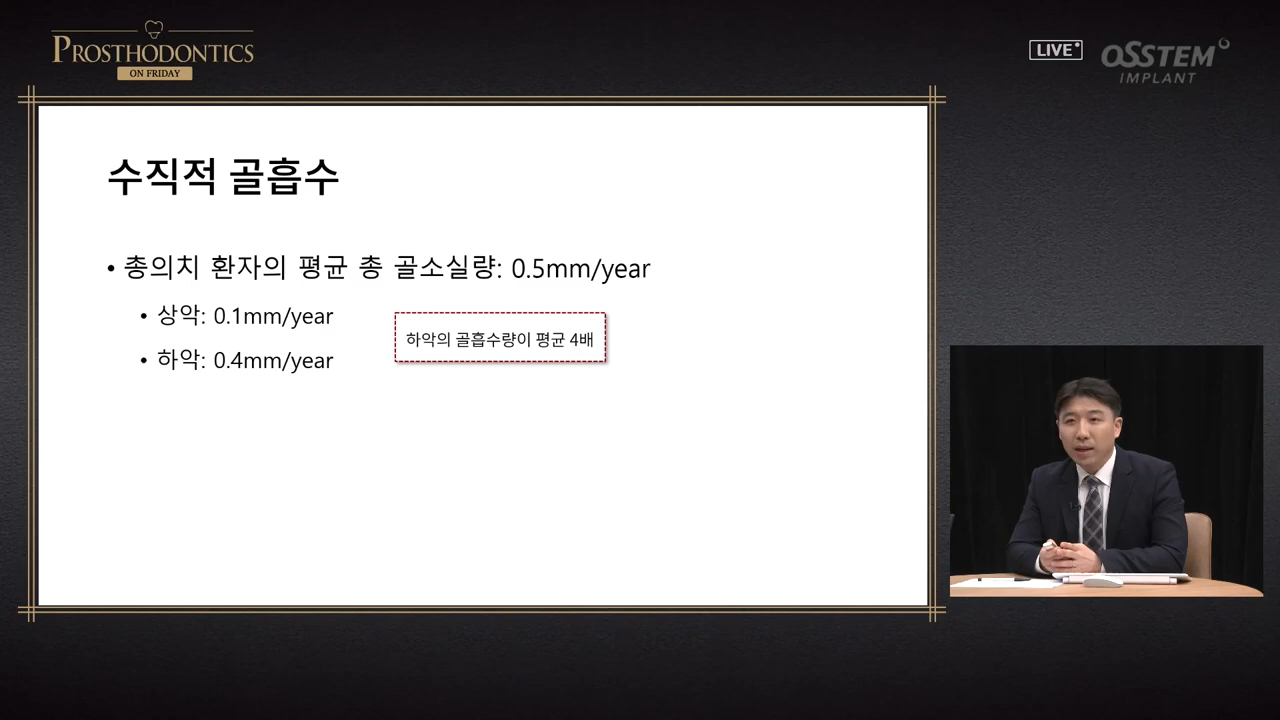 PROSTHODONTICS
ON FRIDAY
LIVE
OSSTEM
IMPLANT
수직적 골흡수
• 총의치 환자의 평균 총 골소실량: 0.5mm/year
• 상악: 0.1mm/year
• 하악: 0.4mm/year
하악의 골흡수량이 평균 4배